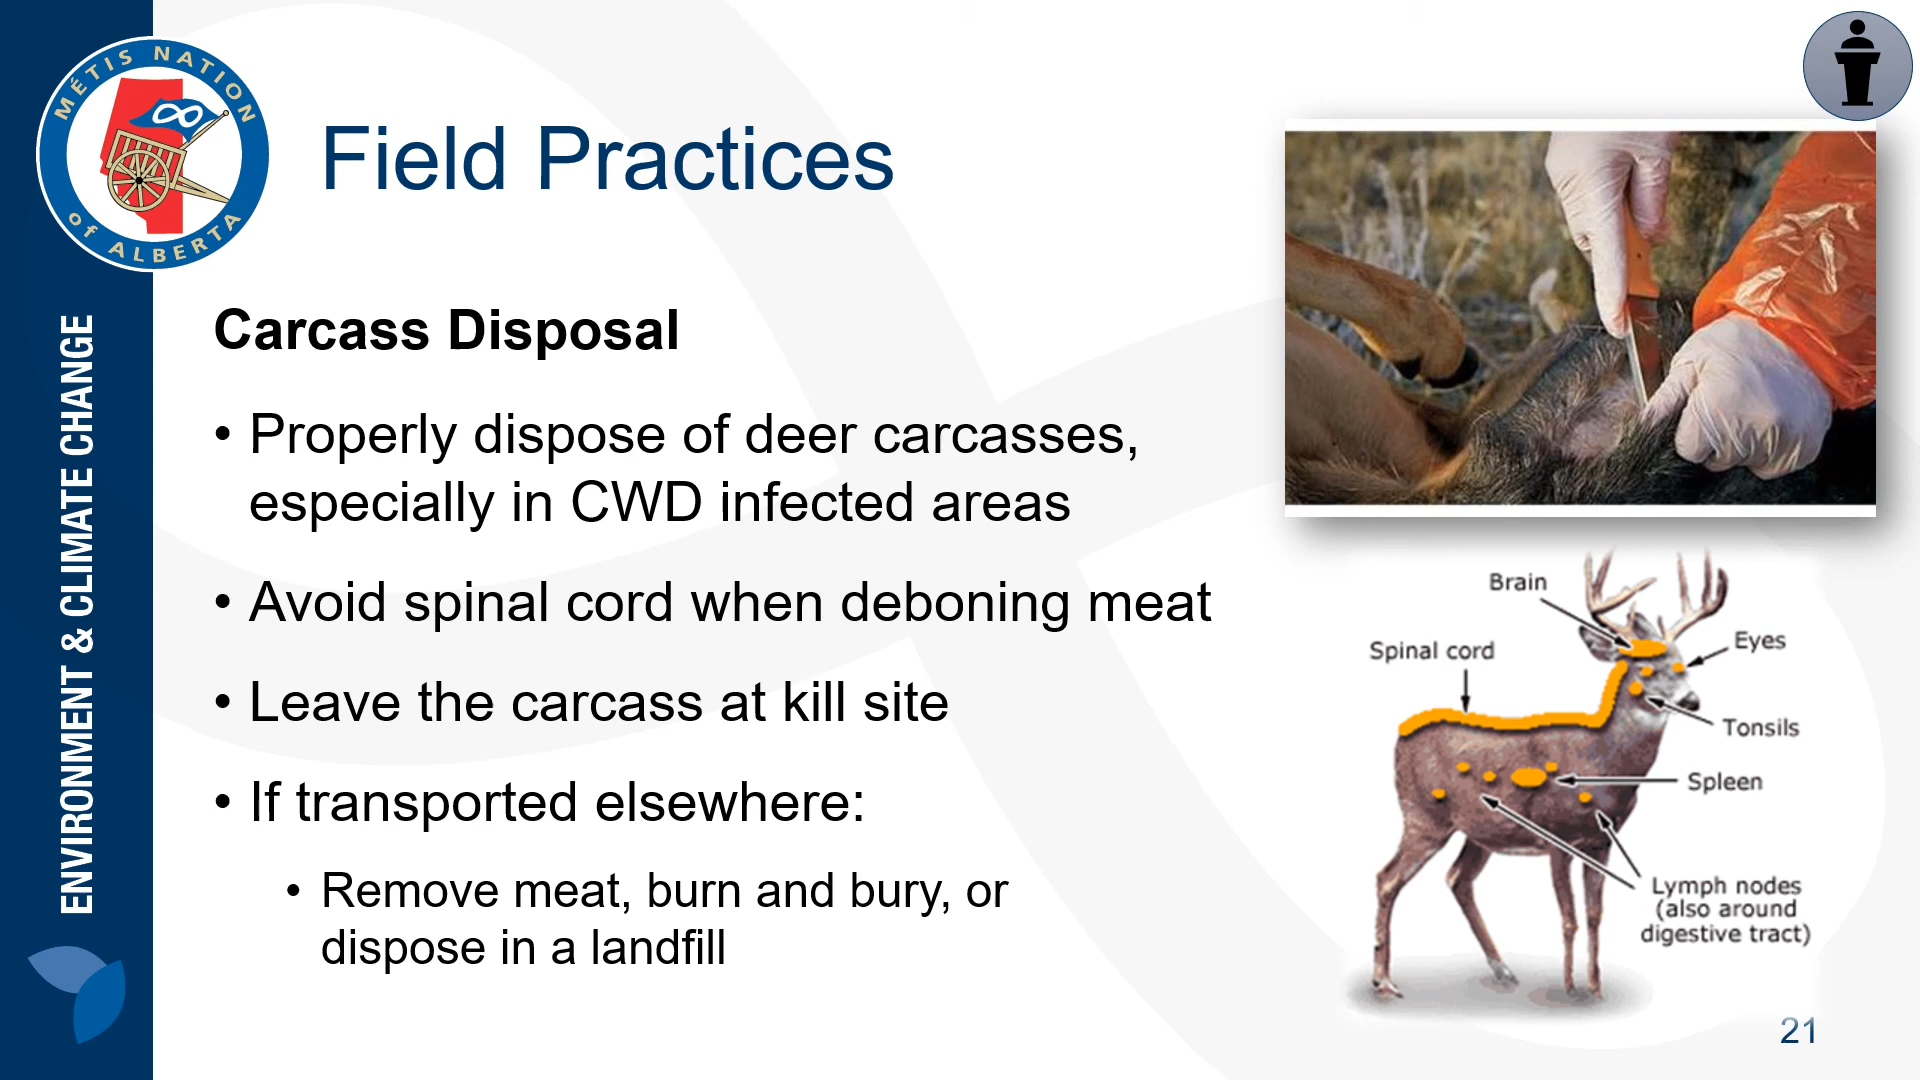 MÉTIS NATION
of ALBERTA
ENVIRONMENT & CLIMATE CHANGE
Field Practices
Carcass Disposal
• Properly dispose of deer carcasses,
especially in CWD infected areas
• Avoid spinal cord when deboning meat
• Leave the carcass at kill site
• If transported elsewhere:
• Remove meat, burn and bury, or
dispose in a landfill
Brain
Spinal cord
Eyes
Tonsils
Spleen
Lymph nodes
(also around
digestive tract)
21